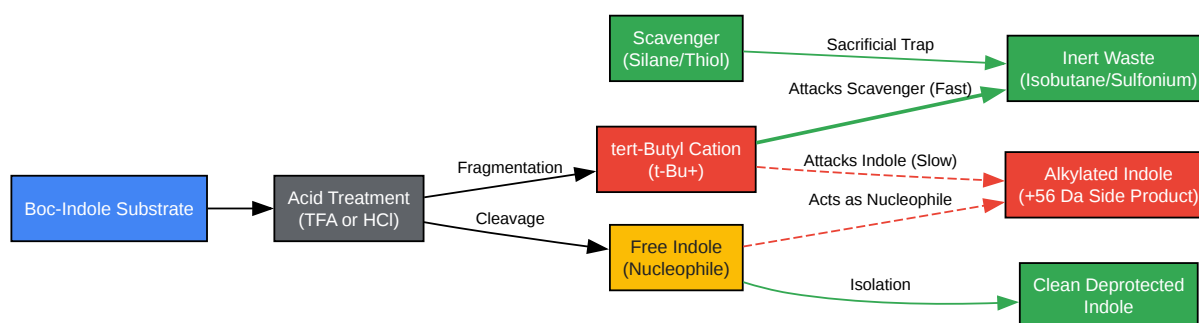 Boc-Indole Substrate
Acid Treatment
(TFA or HCl)
Fragmentation
Cleavage
Scavenger
(Silane/Thiol)
tert-Butyl Cation
(t-Bu+)
Free Indole
(Nucleophile)
Sacrificial Trap
Attacks Scavenger (Fast)
Attacks Indole (Slow)
Acts as Nucleophile
Isolation
Inert Waste
(Isobutane/Sulfonium)
Alkylated Indole
(+56 Da Side Product)
Clean Deprotected
Indole